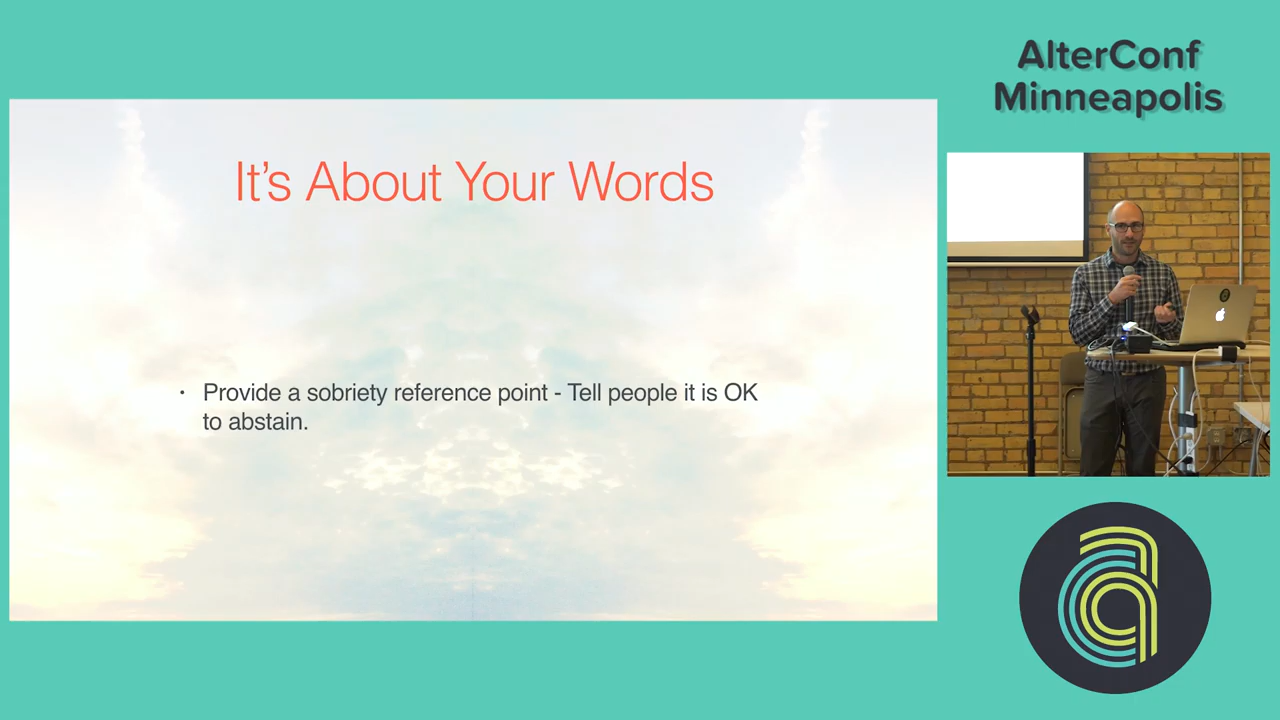 AlterConf
Minneapolis
It's About Your Words
· Provide a sobriety reference point - Tell people it is OK
to abstain.